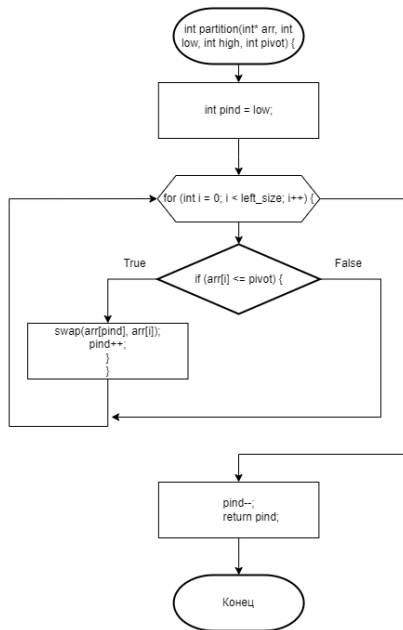 int partition(int* arr, int
low, int high, int pivot) {
int pind = low;
for (int i = 0; i < left_size; i++) {
True
False
if (arr[i] <= pivot) {
swap(arr[pind], arr[i]);
pind++;
}
}
pind--;
return pind;
Конец